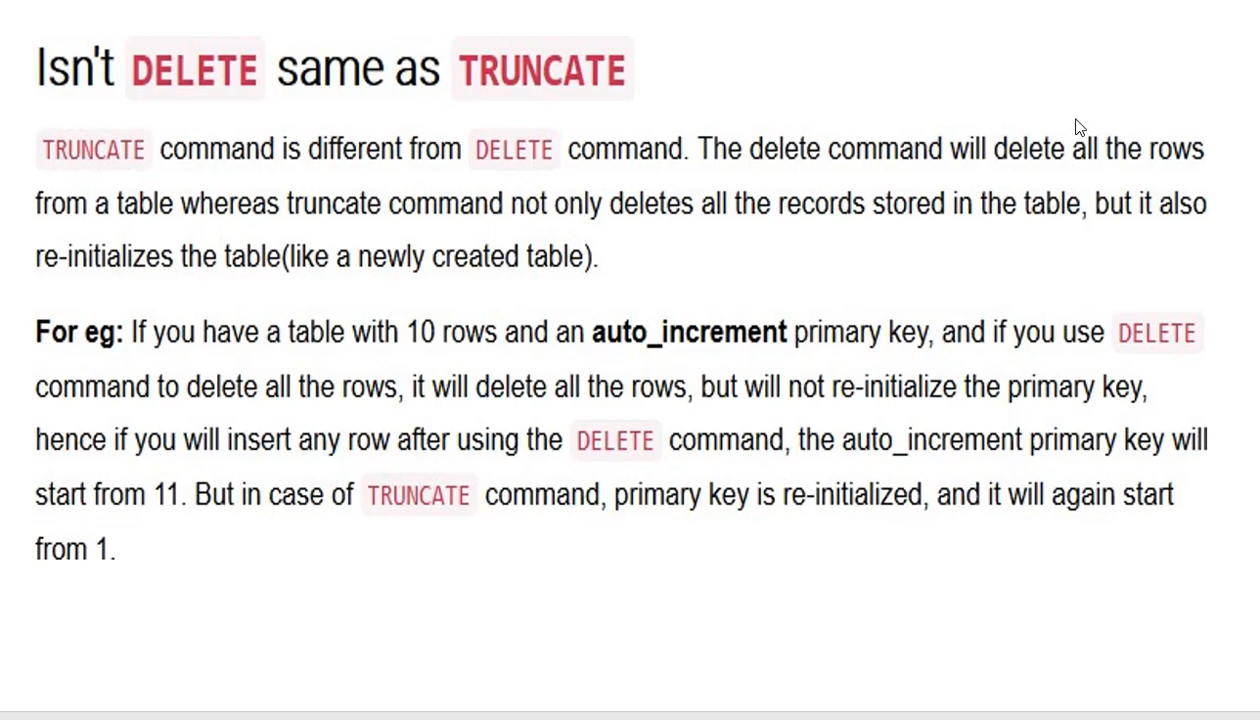 Isn't DELETE same as TRUNCATE
TRUNCATE command is different from DELETE command. The delete command will delete all the rows
from a table whereas truncate command not only deletes all the records stored in the table, but it also
re-initializes the table(like a newly created table).
For eg: If you have a table with 10 rows and an auto_increment primary key, and if you use DELETE
command to delete all the rows, it will delete all the rows, but will not re-initialize the primary key,
hence if you will insert any row after using the DELETE command, the auto_increment primary key will
start from 11. But in case of TRUNCATE command, primary key is re-initialized, and it will again start
from 1.